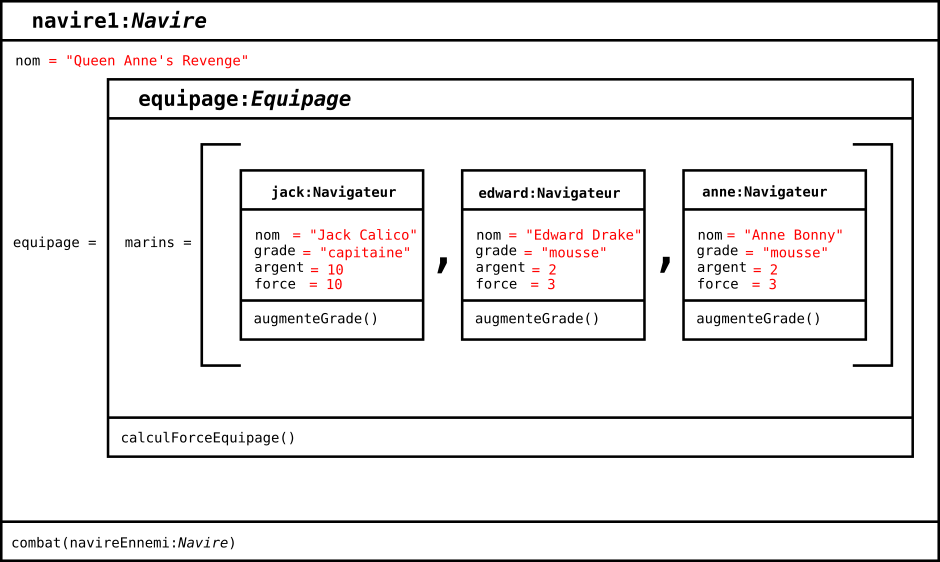 navire1:Navire
nom = "Queen Anne's Revenge"
equipage:Equipage
equipage =
marins =
jack:Navigateur
nom = "Jack Calico"
grade = "capitaine"
argent = 10
force = 10
augmenteGrade()
,
edward:Navigateur
nom = "Edward Drake"
grade = "mousse"
argent = 2
force = 3
augmenteGrade()
,
anne:Navigateur
nom = "Anne Bonny"
grade = "mousse"
argent = 2
force = 3
augmenteGrade()
calculForceEquipage()
combat(navireEnnemi:Navire)